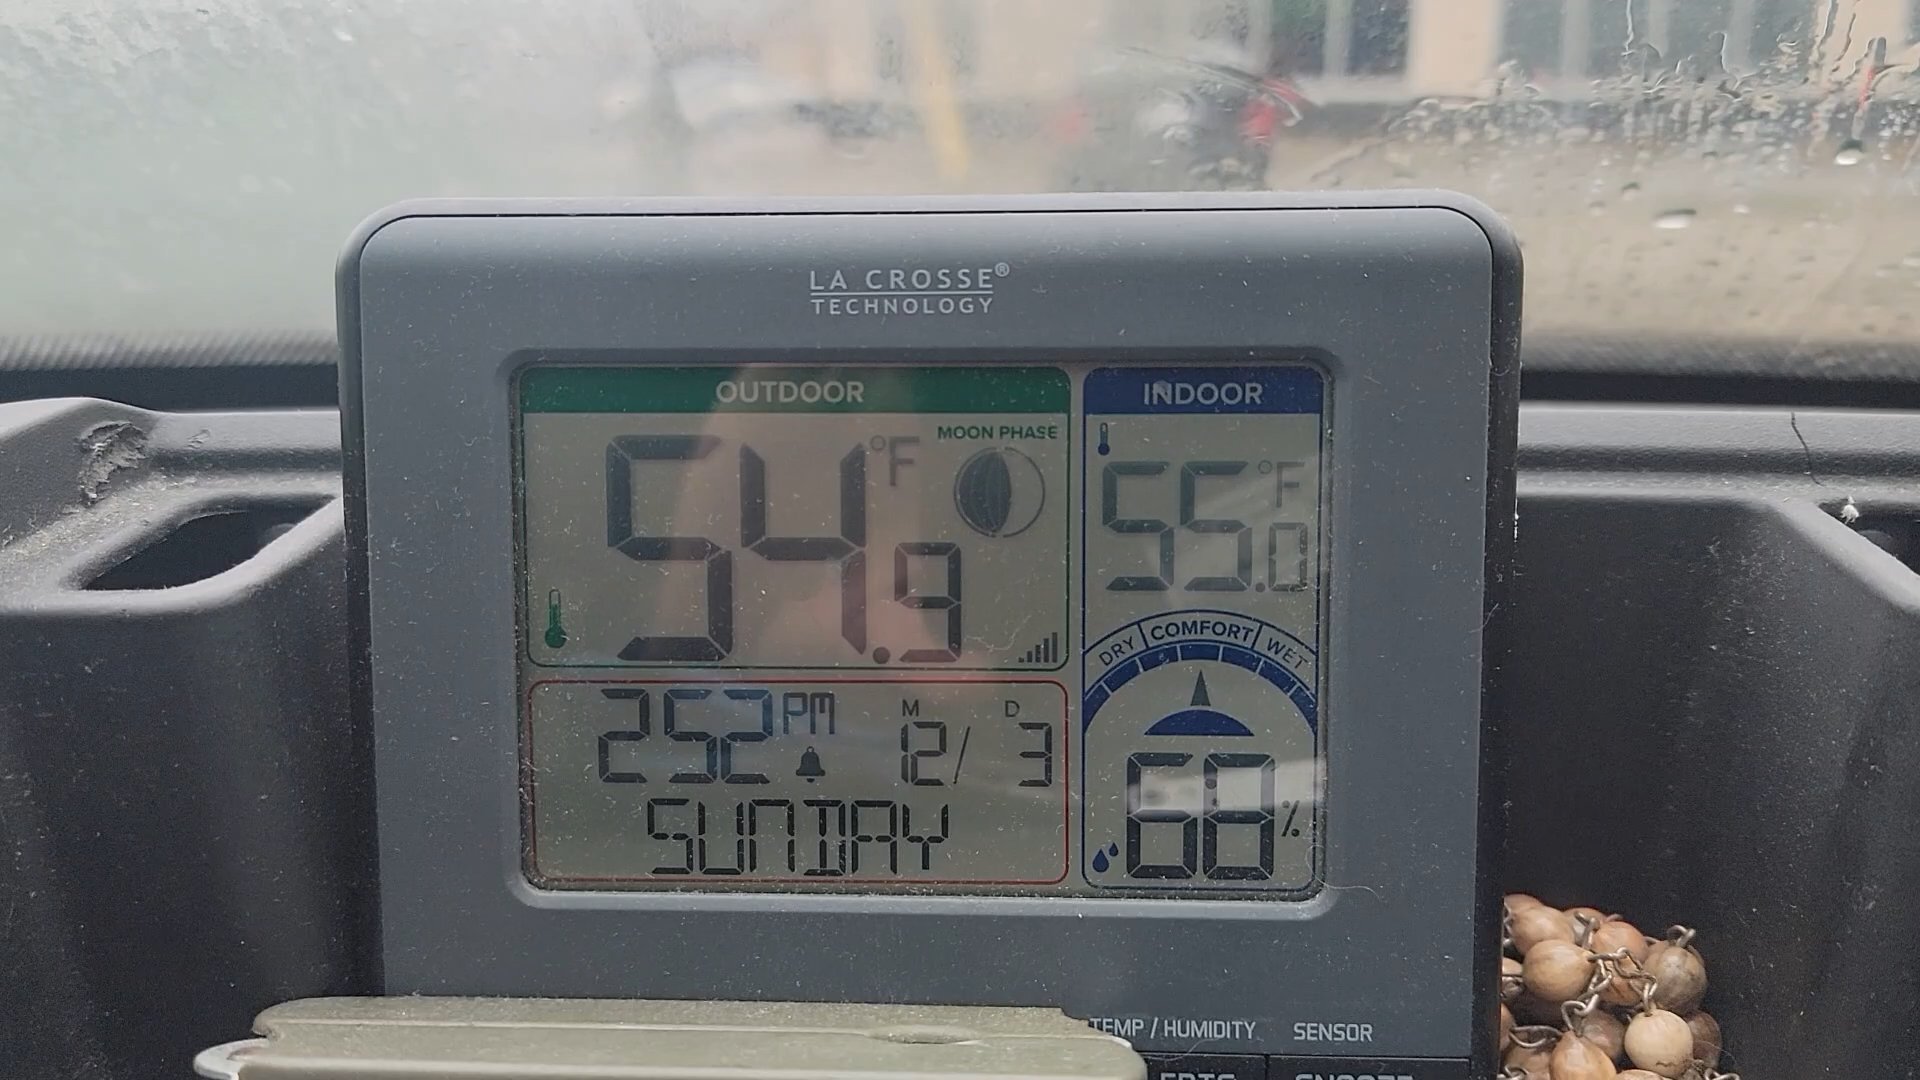 LA CROSSE®
TECHNOLOGY
OUTDOOR
54.9 °F
MOON PHASE
252 PM
M D
12/ 3
SUNDAY
INDOOR
55.0 °F
DRY COMFORT WET
68%
TEMP / HUMIDITY SENSOR